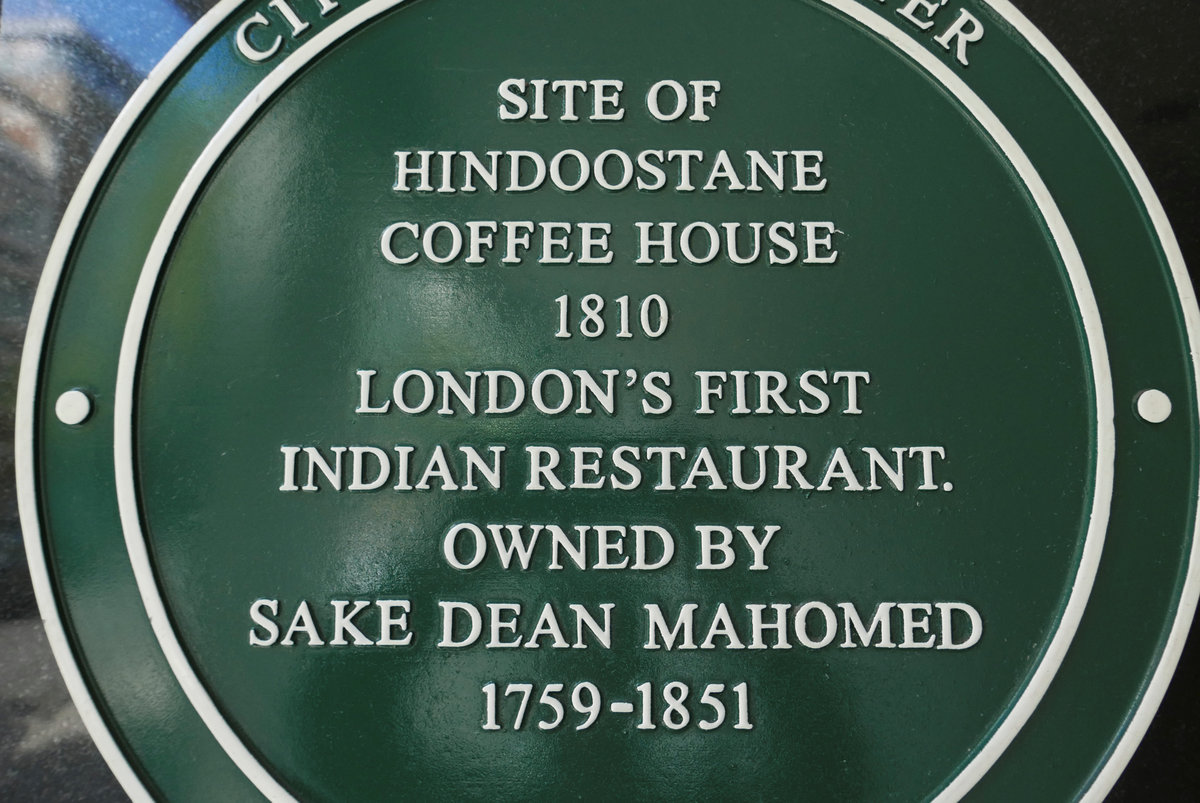 SITE OF
HINDOOSTANE
COFFEE HOUSE
1810
LONDON’S FIRST
INDIAN RESTAURANT.
OWNED BY
SAKE DEAN MAHOMED
1759-1851